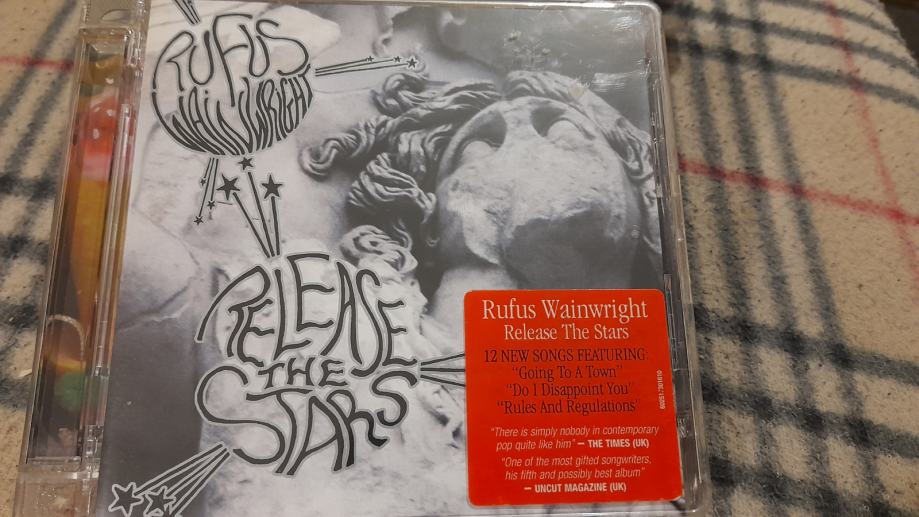 RUFUS
WAINWRIGHT
RELEASE
THE
STARS
Rufus Wainwright
Release The Stars
12 NEW SONGS FEATURING:
“Going To A Town”
“Do I Disappoint You”
“Rules And Regulations”
“There is simply nobody in contemporary
pop quite like him” – THE TIMES (UK)
“One of the most gifted songwriters,
his fifth and possibly best album”
– UNCUT MAGAZINE (UK)